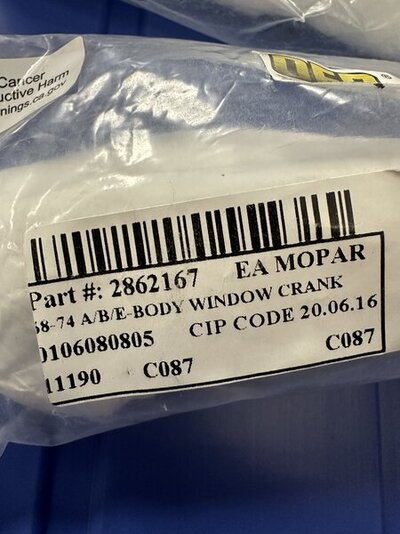 Cancer
uctive Harm
nings.ca.gov
OER®
Part #: 2862167 EA MOPAR
68-74 A/B/E-BODY WINDOW CRANK
0106080805 CIP CODE 20.06.16
11190 C087 C087